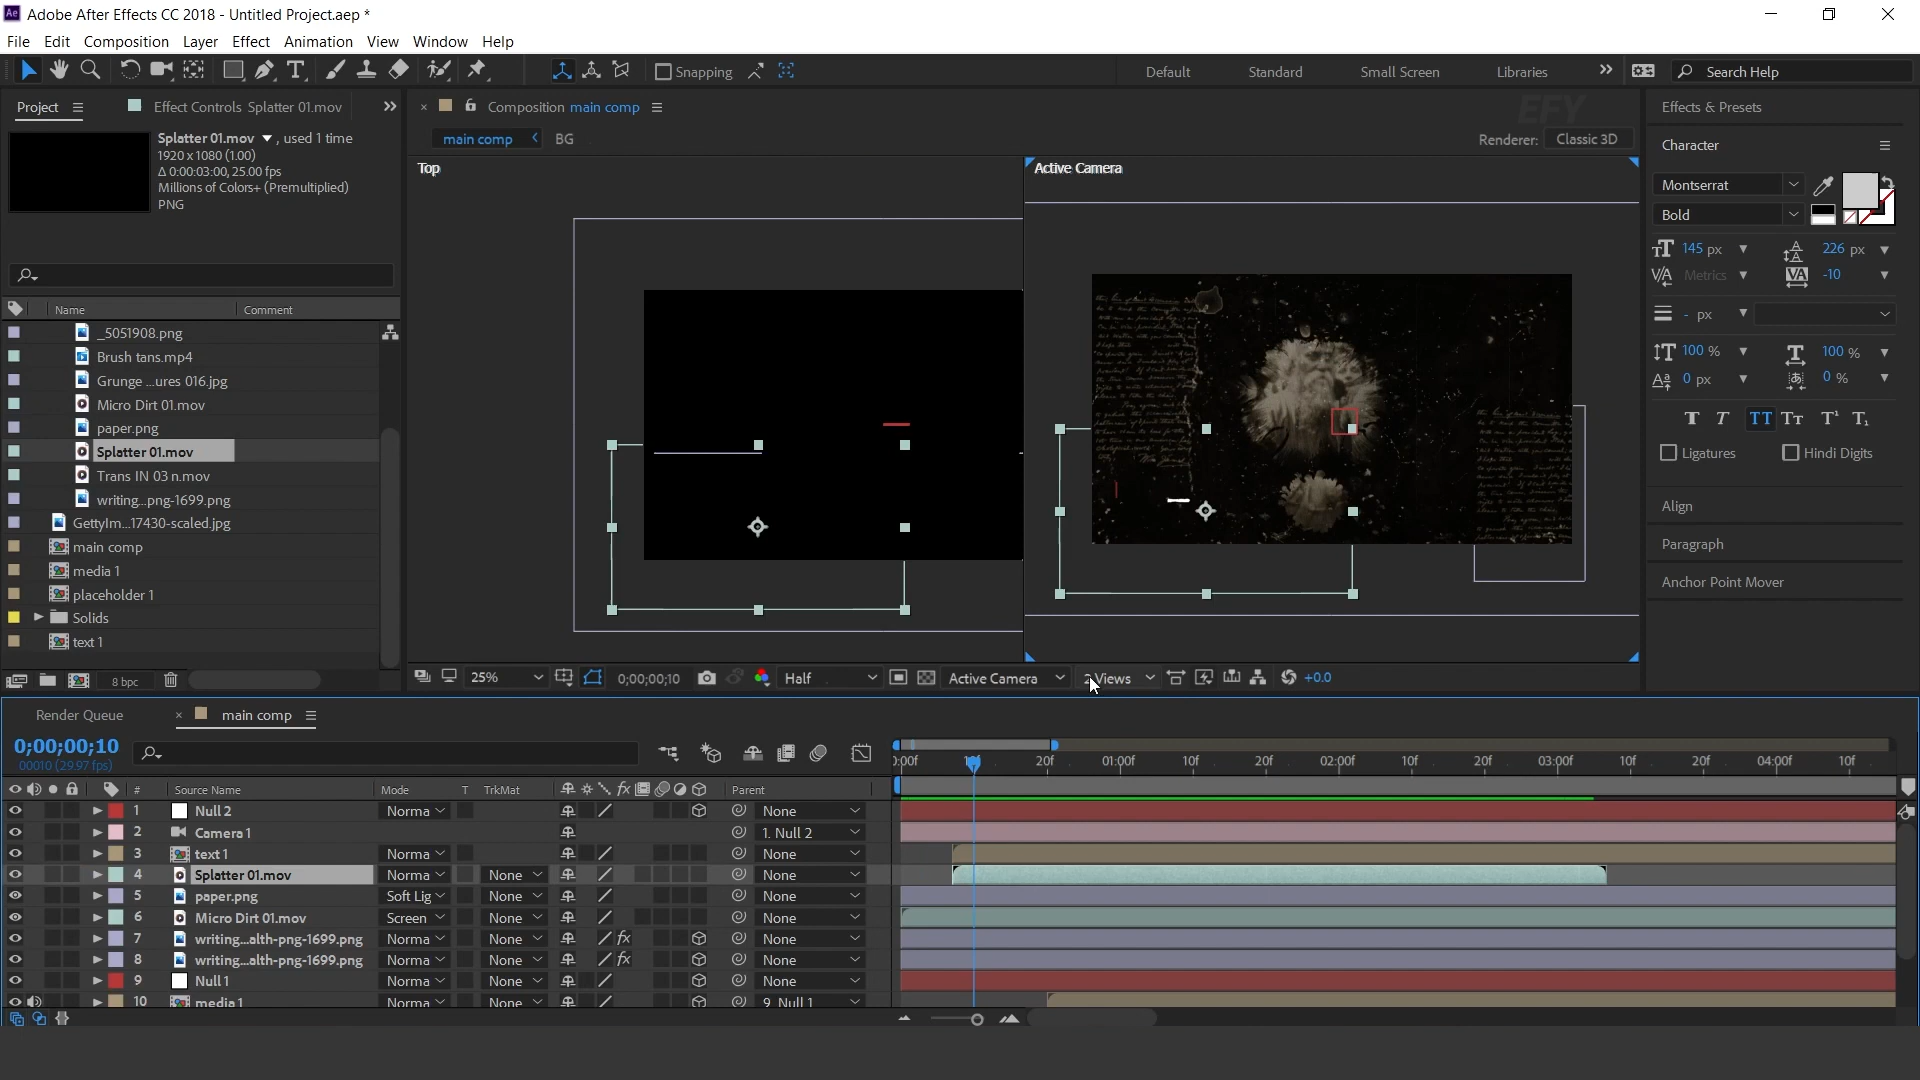 Ae Adobe After Effects CC 2018 - Untitled Project.aep *
File Edit Composition Layer Effect Animation View Window Help
Snapping Default Standard Small Screen Libraries Search Help
Project Effect Controls Splatter 01.mov
Composition main comp
EFY
Effects & Presets
main comp BG
Renderer: Classic 3D
Character
Splatter 01.mov , used 1 time
1920 x 1080 (1.00)
Δ 0:00:03:00, 25.00 fps
Millions of Colors+ (Premultiplied)
PNG
Top
Active Camera
Montserrat
Bold
145 px 226 px
Metrics -10
- px
100 % 100 %
0 px 0 %
Ligatures Hindi Digits
Align
Paragraph
Anchor Point Mover
Name Comment
_5051908.png
Brush tans.mp4
Grunge ...ures 016.jpg
Micro Dirt 01.mov
paper.png
Splatter 01.mov
Trans IN 03 n.mov
writing...png-1699.png
GettyIm...17430-scaled.jpg
main comp
media 1
placeholder 1
Solids
text 1
8 bpc
25% 0;00;00;10 Half Active Camera 2 Views +0.0
Render Queue main comp
0;00;00;10
00010 (29.97 fps)
0:00f 10f 20f 01:00f 10f 20f 02:00f 10f 20f 03:00f 10f 20f 04:00f 10f
# Source Name Mode T TrkMat fx Parent
1 Null 2 Norma None
2 Camera 1 1. Null 2
3 text 1 Norma None
4 Splatter 01.mov Norma None None
5 paper.png Soft Lig None None
6 Micro Dirt 01.mov Screen None None
7 writing...alth-png-1699.png Norma None fx None
8 writing...alth-png-1699.png Norma None fx None
9 Null 1 Norma None None
10 media 1 Norma None 9. Null 1